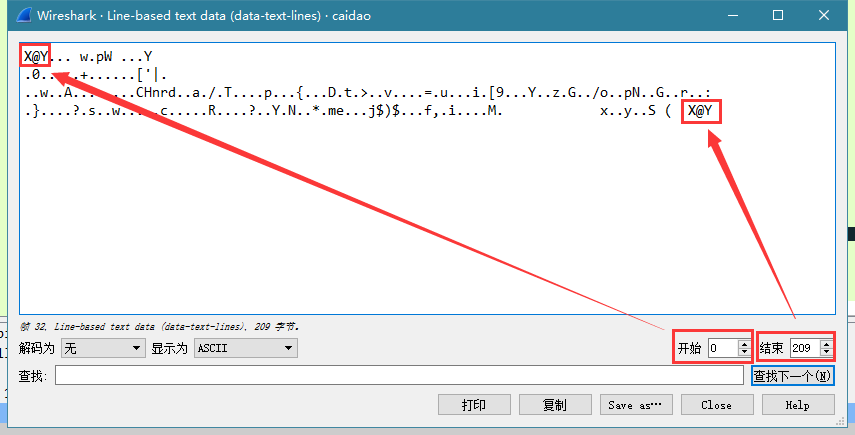 Wireshark · Line-based text data (data-text-lines) · caidao
X@Y... w.pW ...Y
.0.. . .+......['|.
..w..A... ...CHnrd..a./.T....p...{...D.t.>..v....=.u...i.[9...Y..z.G../o..pN..G..r..:
.}....?.s..w... .c.....R....?..Y.N..*.me...j$)$...f,.i....M. x..y..S ( X@Y
帧 32, Line-based text data (data-text-lines), 209 字节。
解码为 无 显示为 ASCII 开始 0 结束 209
查找: 查找下一个(N)
打印 复制 Save as… Close Help